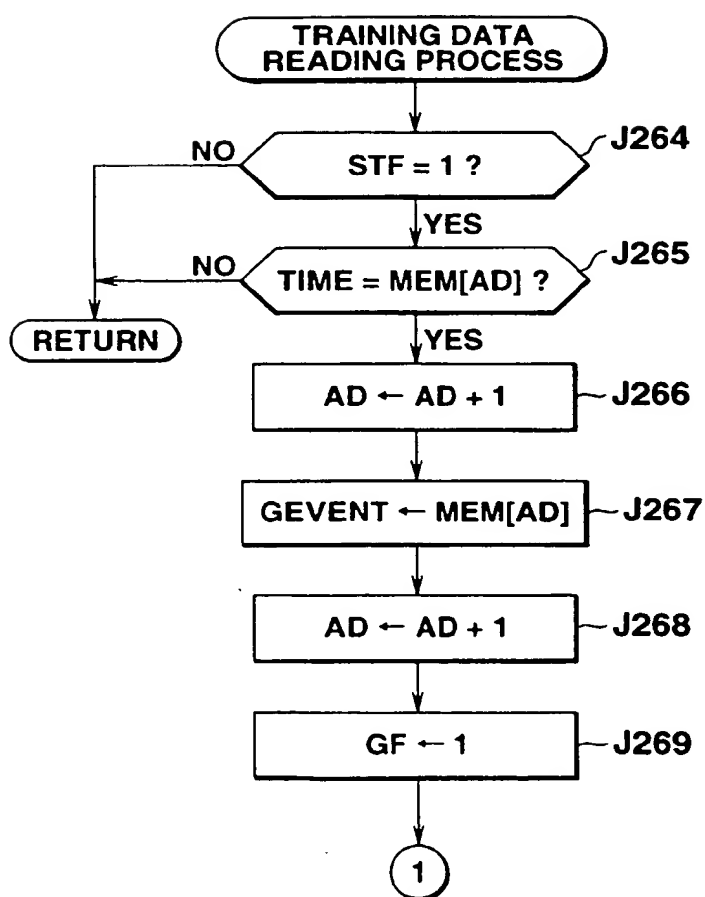 TRAINING DATA
READING PROCESS
J264
NO
STF = 1 ?
YES
J265
NO
TIME = MEM[AD] ?
RETURN
YES
AD ← AD + 1
J266
GEVENT ← MEM[AD]
J267
AD ← AD + 1
J268
GF ← 1
J269
1